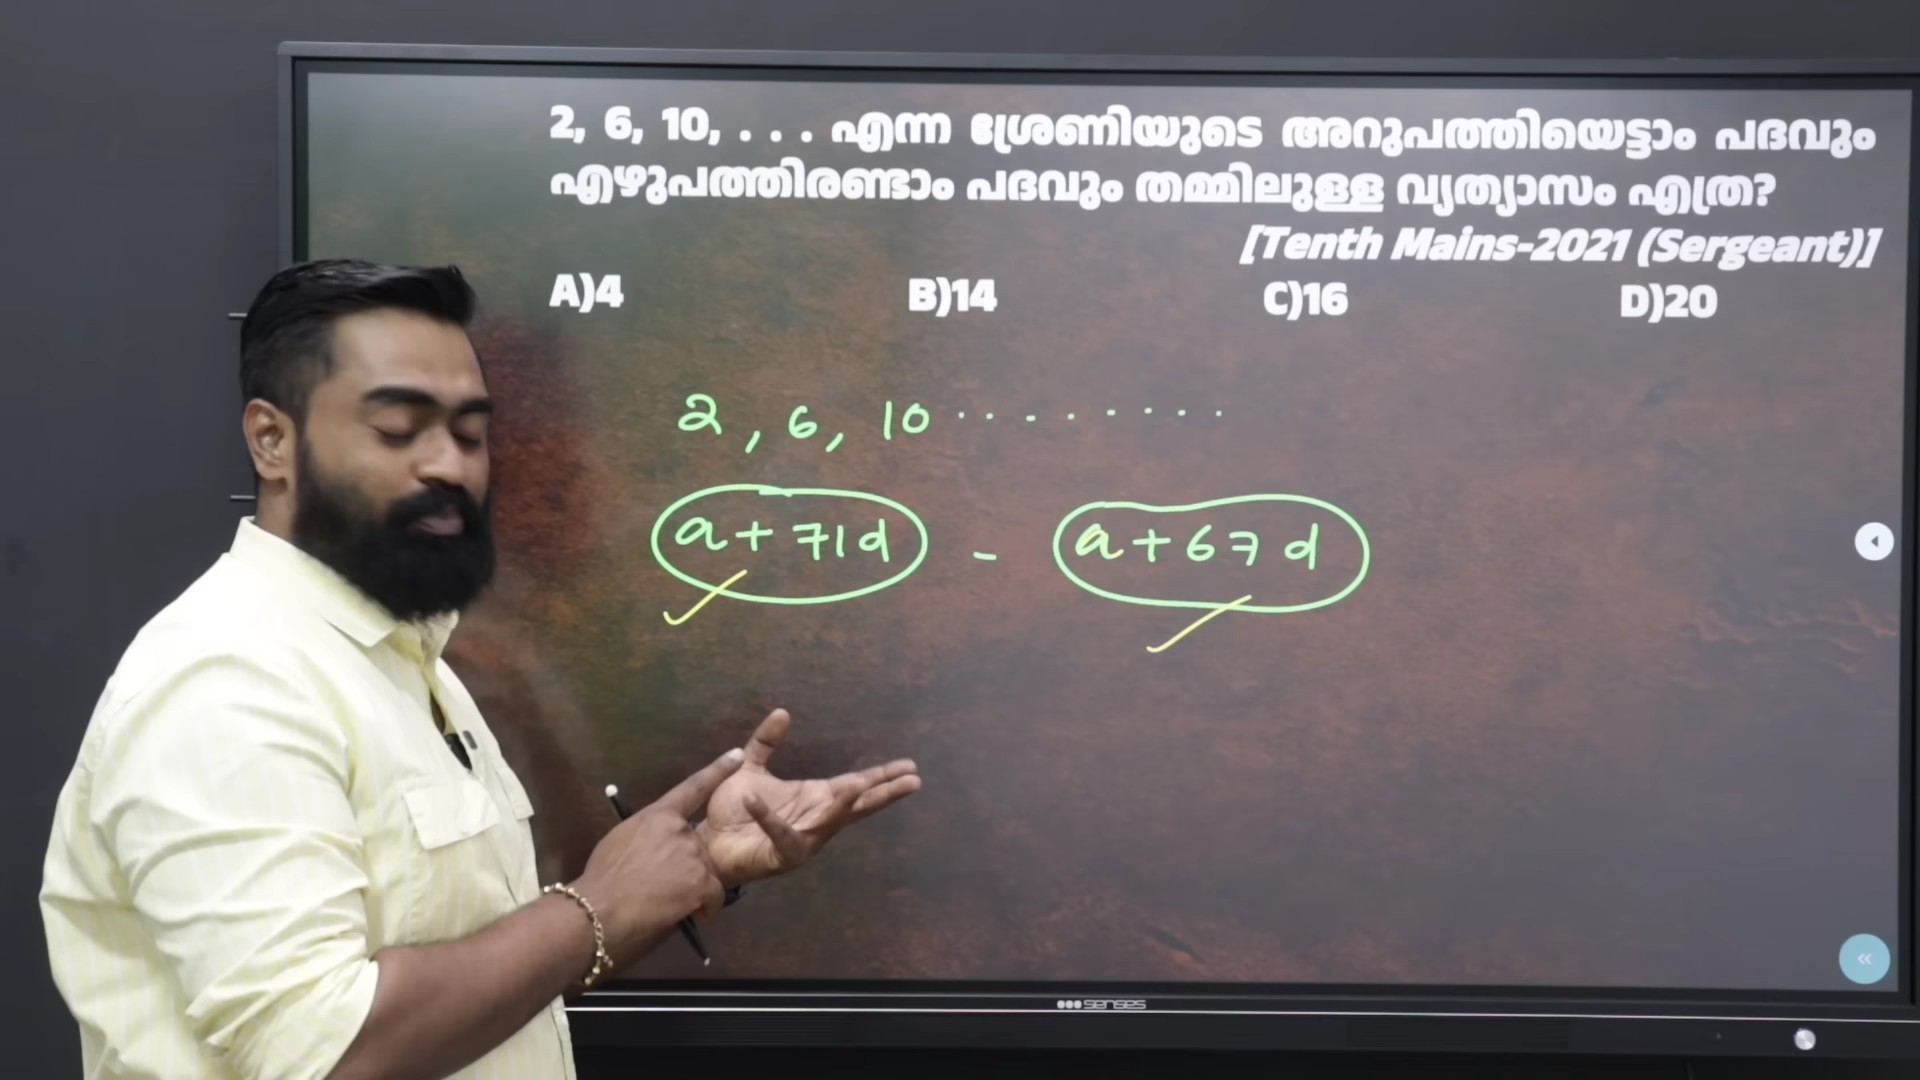 2, 6, 10, . . . എന്ന ശ്രേണിയുടെ അറുപത്തിയെട്ടാം പദവും
എഴുപത്തിരണ്ടാം പദവും തമ്മിലുള്ള വ്യത്യാസം എത്ര?
[Tenth Mains-2021 (Sergeant)]
A)4 B)14 C)16 D)20
2, 6, 10 . . . . . . . .
a + 71d - a + 67d
senses